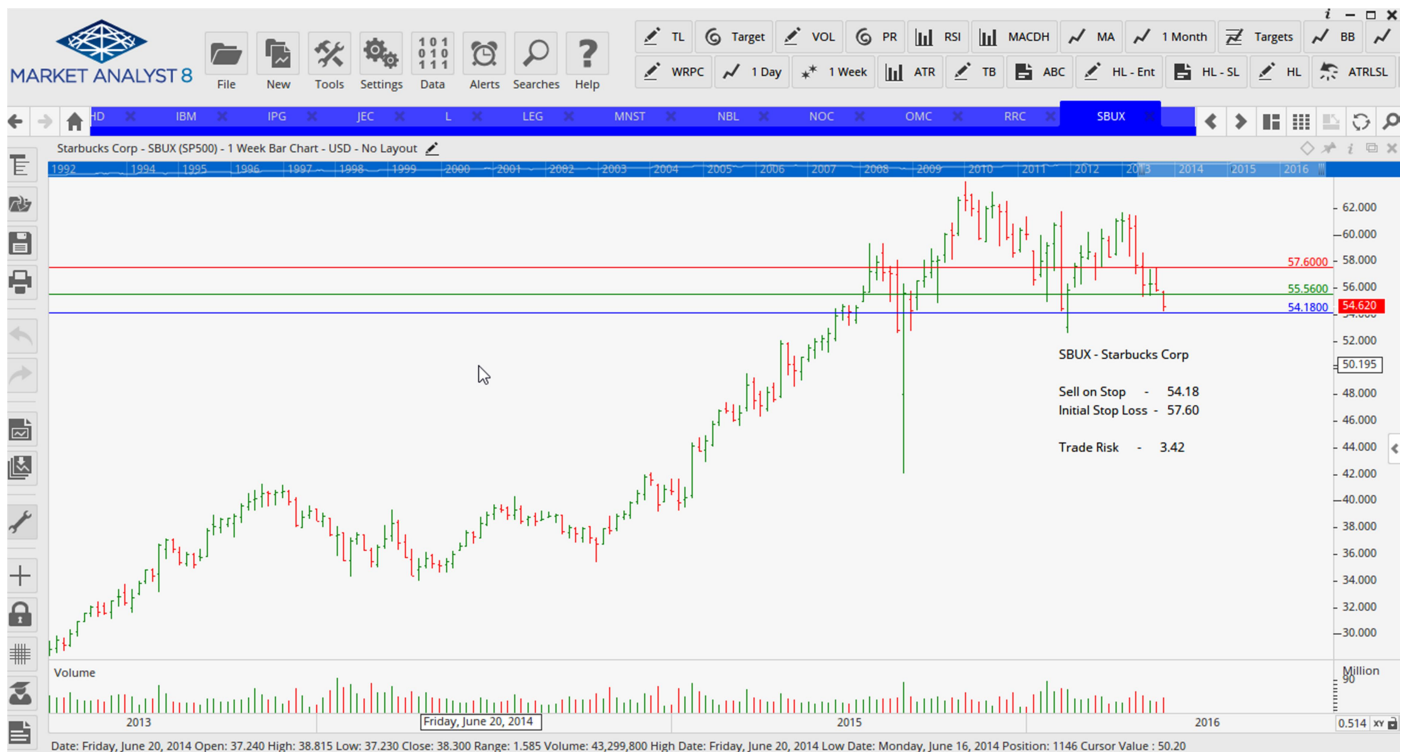 i
TL Target VOL PR RSI MACDH MA 1 Month Targets BB
WRPC 1 Day 1 Week ATR TB ABC HL - Ent HL - SL HL ATRLSL
MARKET ANALYST 8
File New Tools Settings Data Alerts Searches Help
HD IBM IPG JEC L LEG MNST NBL NOC OMC RRC SBUX
Starbucks Corp - SBUX (SP500) - 1 Week Bar Chart - USD - No Layout
1992 1994 1995 1996 1997 1998 1999 2000 2001 2002 2003 2004 2005 2006 2007 2008 2009 2010 2011 2012 2013 2014 2015 2016
62.000
60.000
58.000
57.6000
56.000
55.5600
54.620
54.1800
54.000
52.000
50.195
48.000
46.000
44.000
42.000
40.000
38.000
36.000
34.000
32.000
30.000
SBUX - Starbucks Corp
Sell on Stop - 54.18
Initial Stop Loss - 57.60
Trade Risk - 3.42
Volume
Million
90
2013 Friday, June 20, 2014 2015 2016
0.514 XY
Date: Friday, June 20, 2014 Open: 37.240 High: 38.815 Low: 37.230 Close: 38.300 Range: 1.585 Volume: 43,299,800 High Date: Friday, June 20, 2014 Low Date: Monday, June 16, 2014 Position: 1146 Cursor Value : 50.20